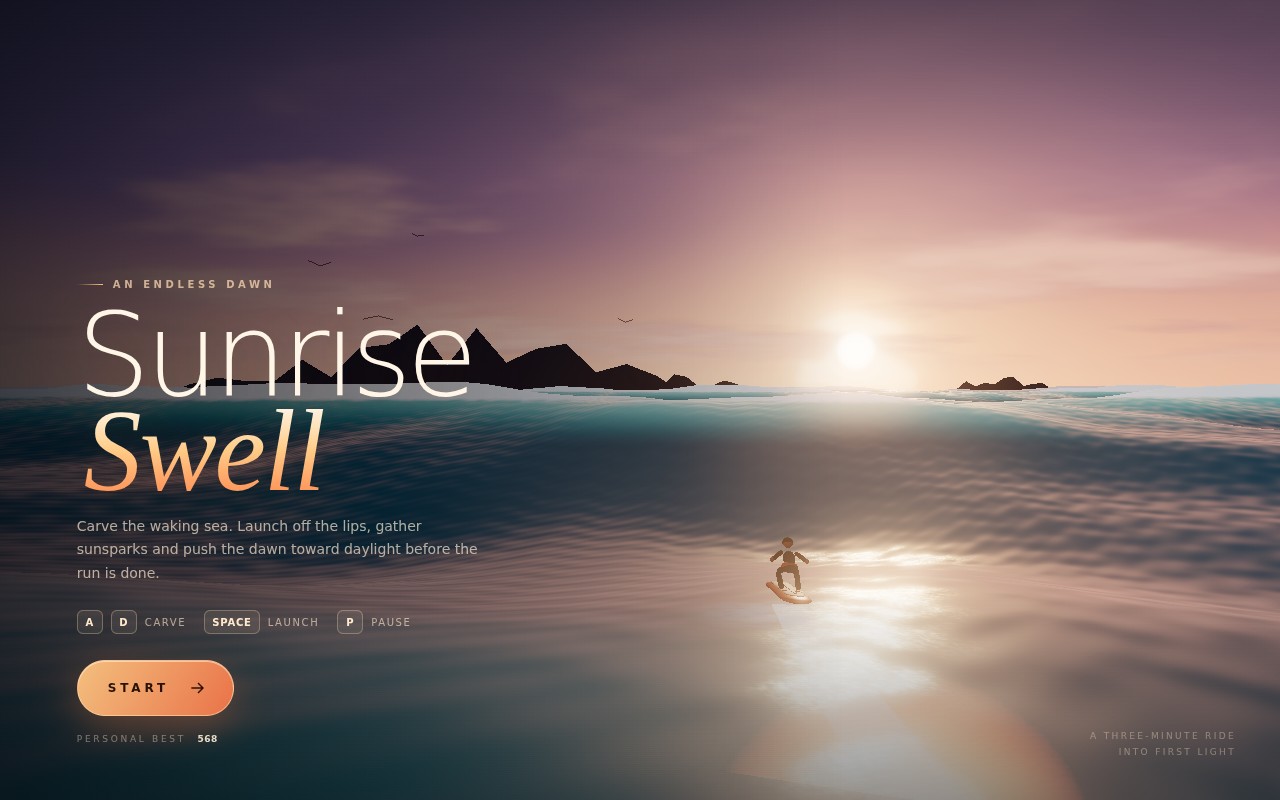 AN ENDLESS DAWN
Sunrise
Swell
Carve the waking sea. Launch off the lips, gather
sunsparks and push the dawn toward daylight before the
run is done.
A D CARVE SPACE LAUNCH P PAUSE
START →
PERSONAL BEST 568
A THREE-MINUTE RIDE
INTO FIRST LIGHT